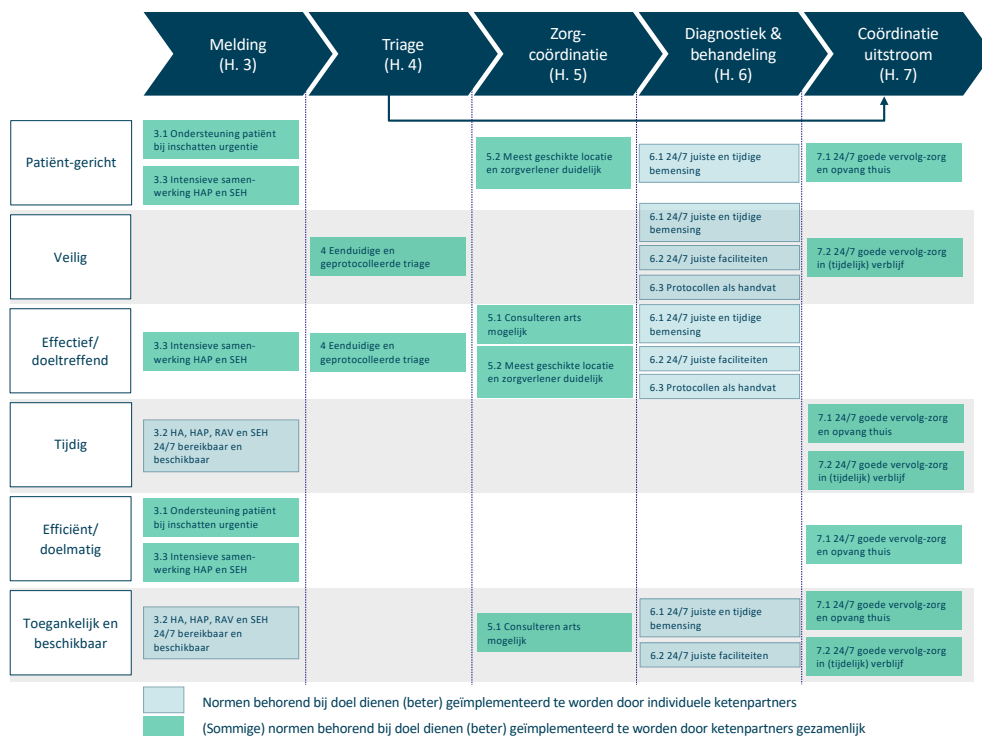 Melding
(H. 3)
Triage
(H. 4)
Zorg-
coördinatie
(H. 5)
Diagnostiek &
behandeling
(H. 6)
Coördinatie
uitstroom
(H. 7)
Patiënt-gericht
3.1 Ondersteuning patiënt
bij inschatten urgentie
3.3 Intensieve samen-
werking HAP en SEH
5.2 Meest geschikte locatie
en zorgverlener duidelijk
6.1 24/7 juiste en tijdige
bemensing
7.1 24/7 goede vervolg-zorg
en opvang thuis
Veilig
4 Eenduidige en
geprotocolleerde triage
6.1 24/7 juiste en tijdige
bemensing
6.2 24/7 juiste faciliteiten
6.3 Protocollen als handvat
7.2 24/7 goede vervolg-zorg
in (tijdelijk) verblijf
Effectief/
doeltreffend
3.3 Intensieve samen-
werking HAP en SEH
4 Eenduidige en
geprotocolleerde triage
5.1 Consulteren arts
mogelijk
5.2 Meest geschikte locatie
en zorgverlener duidelijk
6.1 24/7 juiste en tijdige
bemensing
6.2 24/7 juiste faciliteiten
6.3 Protocollen als handvat
Tijdig
3.2 HA, HAP, RAV en SEH
24/7 bereikbaar en
beschikbaar
7.1 24/7 goede vervolg-zorg
en opvang thuis
7.2 24/7 goede vervolg-zorg
in (tijdelijk) verblijf
Efficiënt/
doelmatig
3.1 Ondersteuning patiënt
bij inschatten urgentie
3.3 Intensieve samen-
werking HAP en SEH
7.1 24/7 goede vervolg-zorg
en opvang thuis
Toegankelijk en
beschikbaar
3.2 HA, HAP, RAV en SEH
24/7 bereikbaar en
beschikbaar
5.1 Consulteren arts
mogelijk
6.1 24/7 juiste en tijdige
bemensing
6.2 24/7 juiste faciliteiten
7.1 24/7 goede vervolg-zorg
en opvang thuis
7.2 24/7 goede vervolg-zorg
in (tijdelijk) verblijf
Normen behorend bij doel dienen (beter) geïmplementeerd te worden door individuele ketenpartners
(Sommige) normen behorend bij doel dienen (beter) geïmplementeerd te worden door ketenpartners gezamenlijk